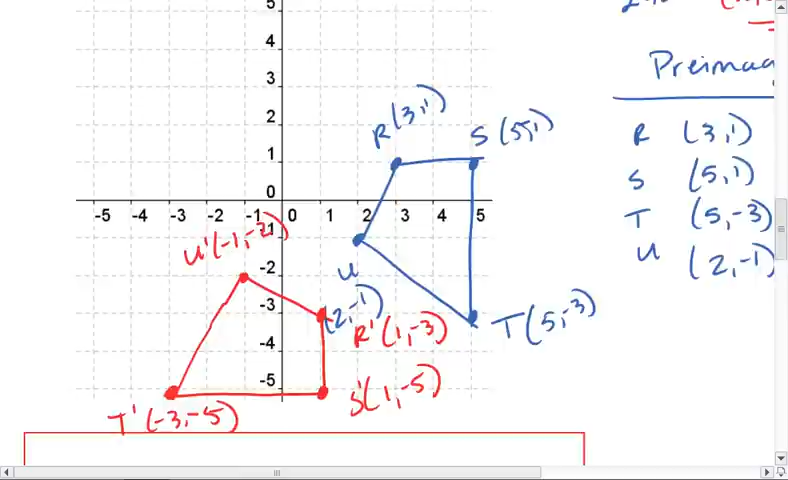 5
4
3
2
1
0
-5 -4 -3 -2 -1 0 1 2 3 4 5
-1
-2
-3
-4
-5
R (3,1)
S (5,1)
U
(2,-1)
T (5,-3)
U'(-1,-2)
R'(1,-3)
S'(1,-5)
T'(-3,-5)
Preimag
R (3,1)
S (5,1)
T (5,-3)
U (2,-1)